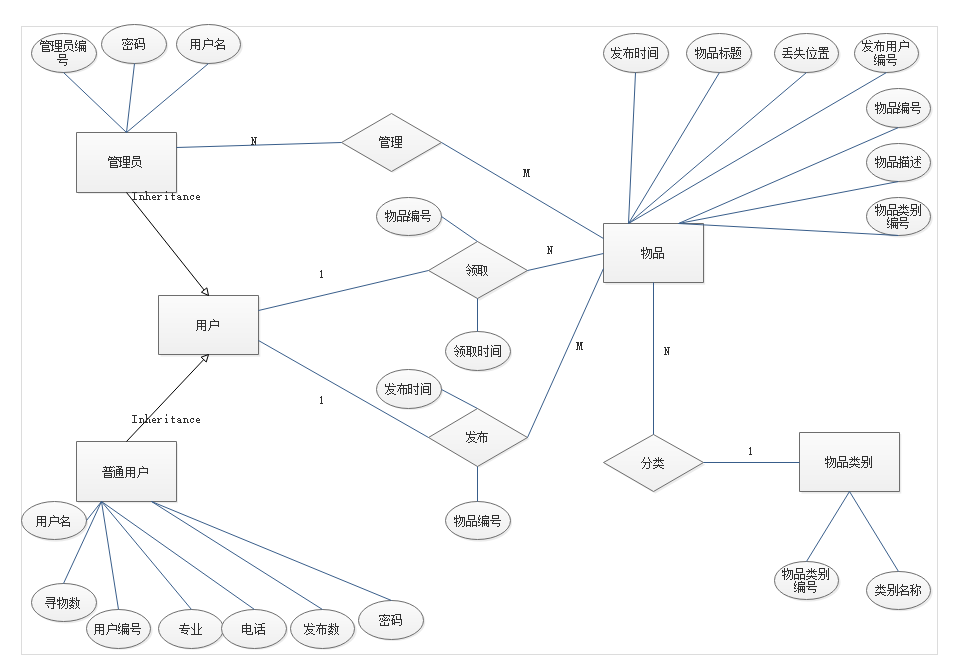 管理员编
号
密码
用户名
发布时间
物品标题
丢失位置
发布用户
编号
物品编号
物品描述
物品类别
编号
管理员
N
管理
M
Inheritance
物品编号
领取
N
物品
1
用户
领取时间
M
N
发布时间
1
发布
Inheritance
普通用户
分类
1
物品类别
用户名
物品编号
寻物数
用户编号
专业
电话
发布数
密码
物品类别
编号
类别名称